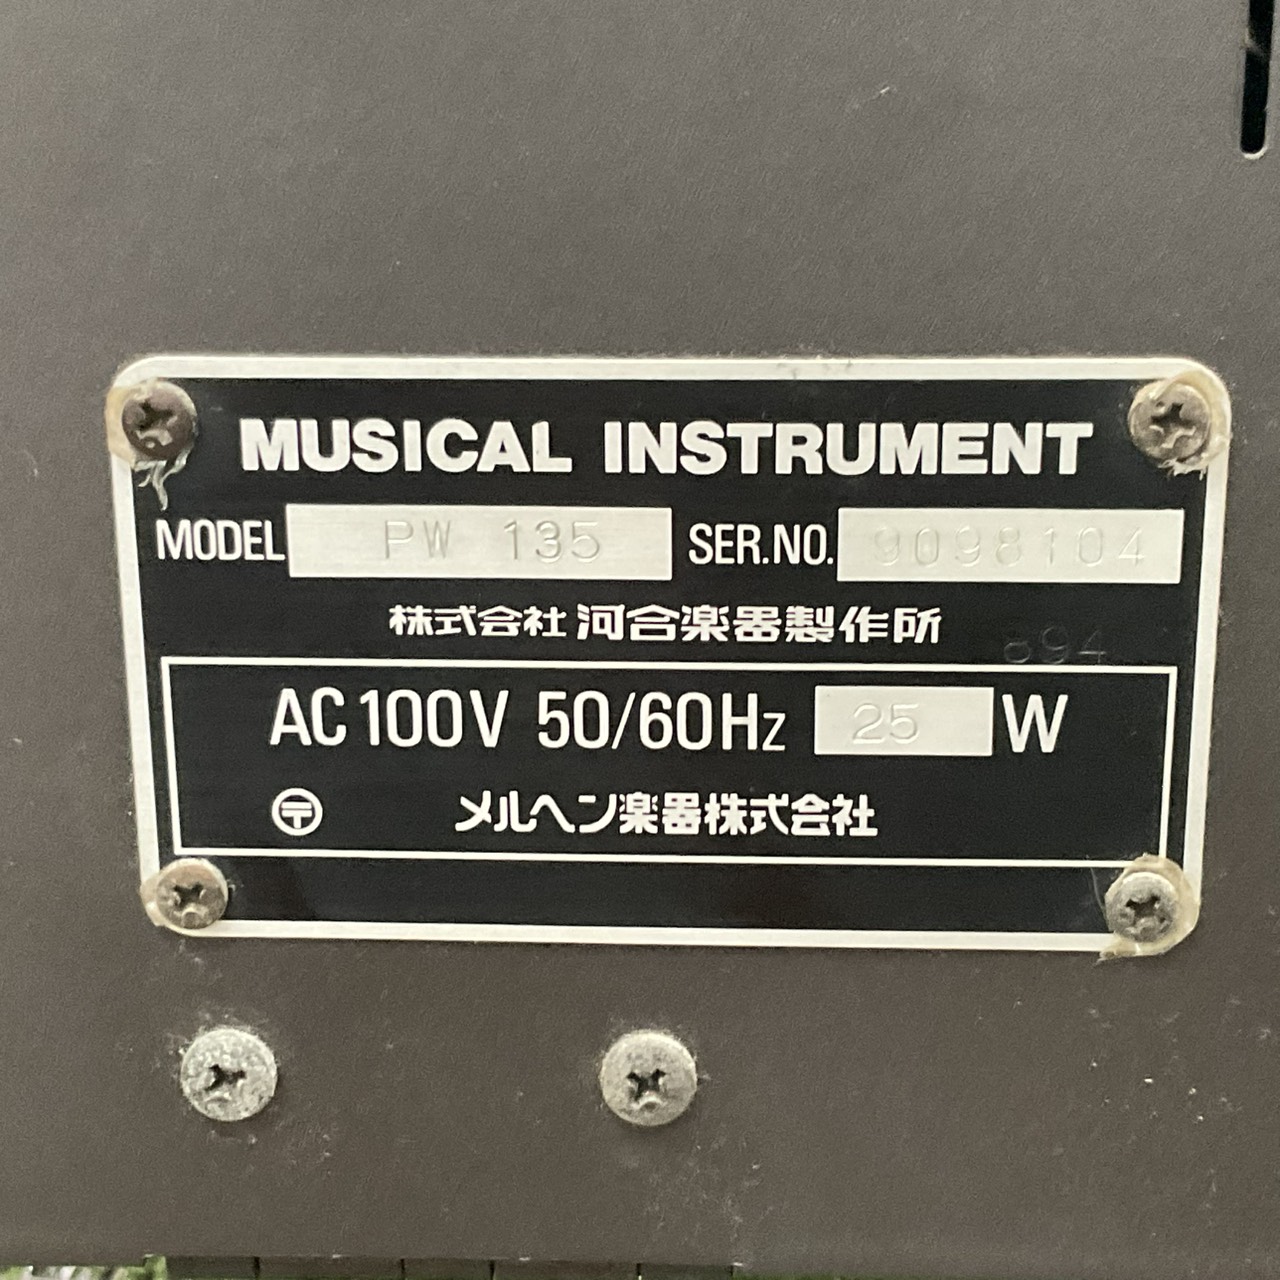 MUSICAL INSTRUMENT
MODEL PW 135 SER.NO. 9098104
株式会社 河合楽器製作所
694
AC 100V 50/60Hz 25 W
〶 メルヘン楽器株式会社